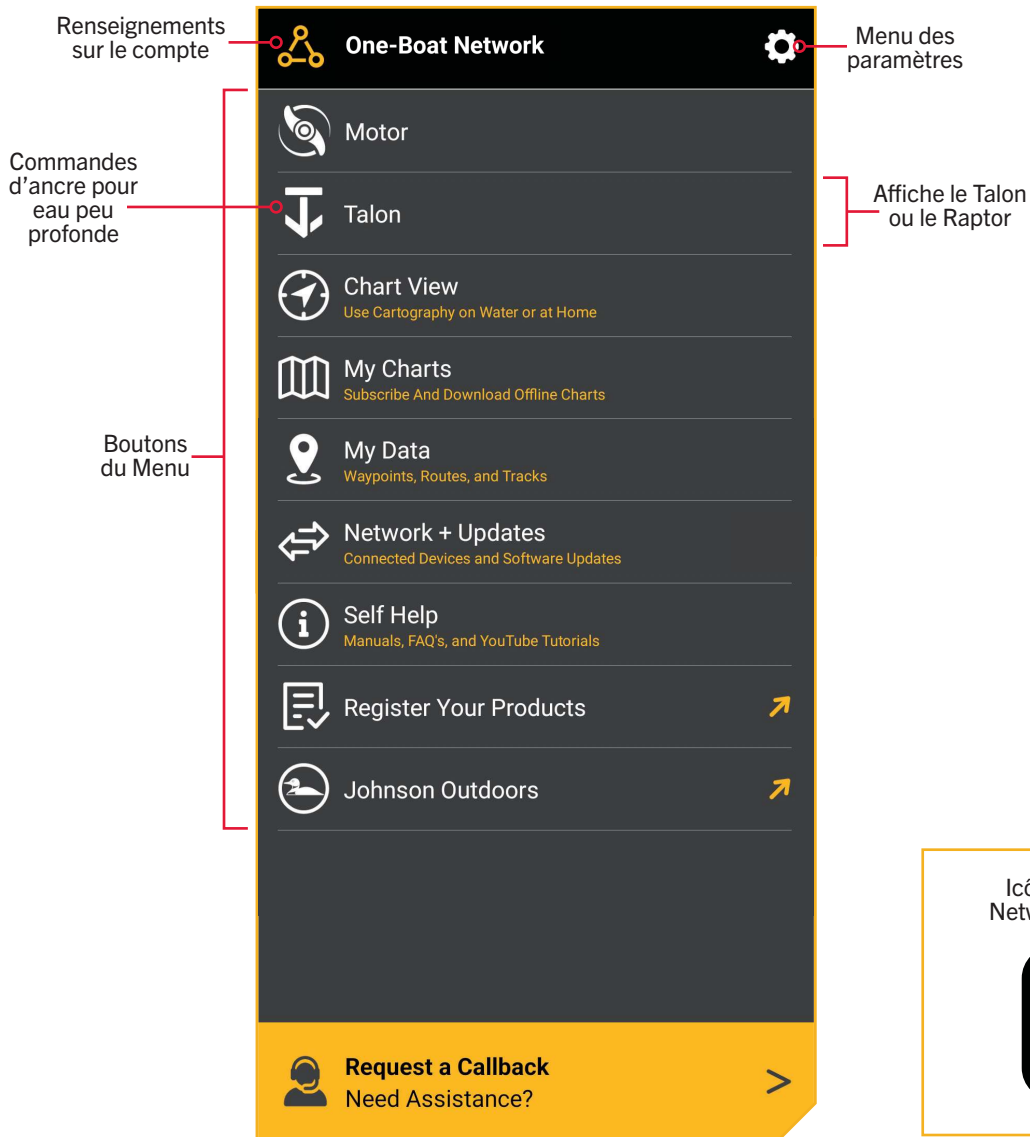 Renseignements
sur le compte
One-Boat Network
Menu des
paramètres
Motor
Commandes
d'ancre pour
eau peu
profonde
Talon
Affiche le Talon
ou le Raptor
Chart View
Use Cartography on Water or at Home
My Charts
Subscribe And Download Offline Charts
Boutons
du Menu
My Data
Waypoints, Routes, and Tracks
Network + Updates
Connected Devices and Software Updates
Self Help
Manuals, FAQ's, and YouTube Tutorials
Register Your Products
Johnson Outdoors
Request a Callback
Need Assistance?
>